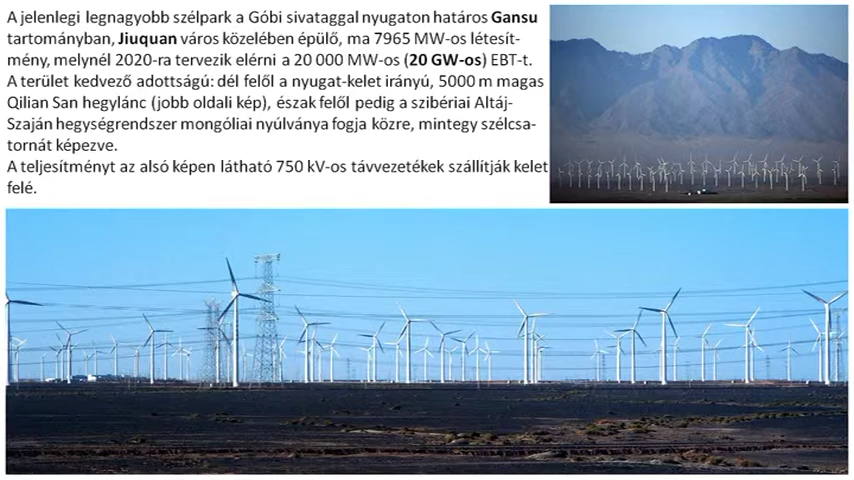 A jelenlegi legnagyobb szélpark a Góbi sivataggal nyugaton határos Gansu
tartományban, Jiuquan város közelében épülő, ma 7965 MW-os létesít-
mény, melynél 2020-ra tervezik elérni a 20 000 MW-os (20 GW-os) EBT-t.
A terület kedvező adottságú: dél felől a nyugat-kelet irányú, 5000 m magas
Qilian San hegylánc (jobb oldali kép), észak felől pedig a szibériai Altáj-
Szaján hegységrendszer mongóliai nyúlványa fogja közre, mintegy szélcsa-
tornát képezve.
A teljesítményt az alsó képen látható 750 kV-os távvezetékek szállítják kelet
felé.